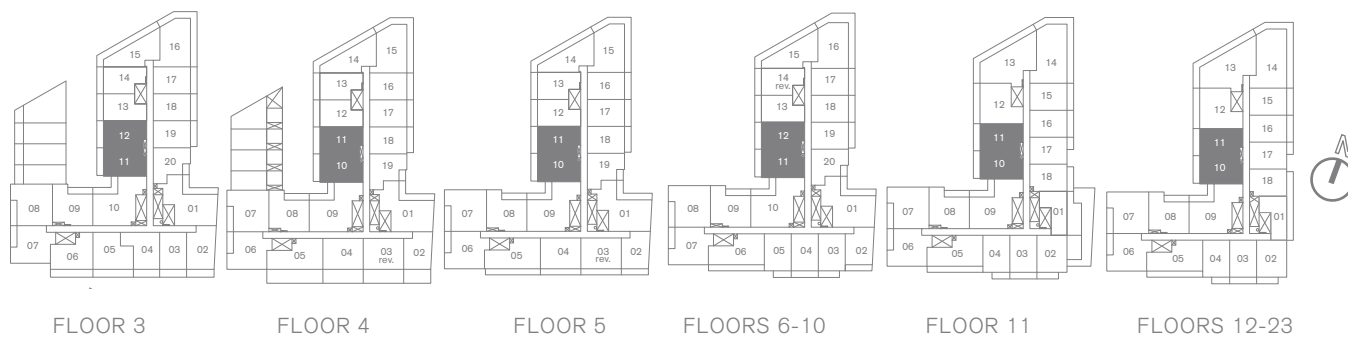 15 16
14 17
13 18
12 19
11 20
08 09 10 01
07 06 05 04 03 02
FLOOR 3
14 15
13 16
12 17
11 18
10 19
07 08 09 01
06 05 04 03 rev. 02
FLOOR 4
14 15
13 16
12 17
11 18
10 19
07 08 09 01
06 05 04 03 rev. 02
FLOOR 5
15 16
14 rev. 17
13 18
12 19
11 20
08 09 10 01
07 06 05 04 03 02
FLOORS 6-10
13 14
12 15
11 16
10 17
18
07 08 09 01
06 05 04 03 02
FLOOR 11
13 14
12 15
11 16
10 17
18
07 08 09 01
06 05 04 03 02
FLOORS 12-23
N